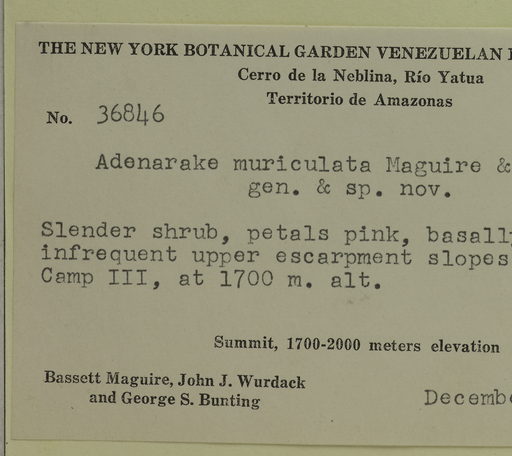 THE NEW YORK BOTANICAL GARDEN VENEZUELAN
Cerro de la Neblina, Río Yatua
Territorio de Amazonas
No. 36846
Adenarake muriculata Maguire &
gen. & sp. nov.
Slender shrub, petals pink, basally
infrequent upper escarpment slopes
Camp III, at 1700 m. alt.
Summit, 1700-2000 meters elevation
Bassett Maguire, John J. Wurdack
and George S. Bunting
Decemb